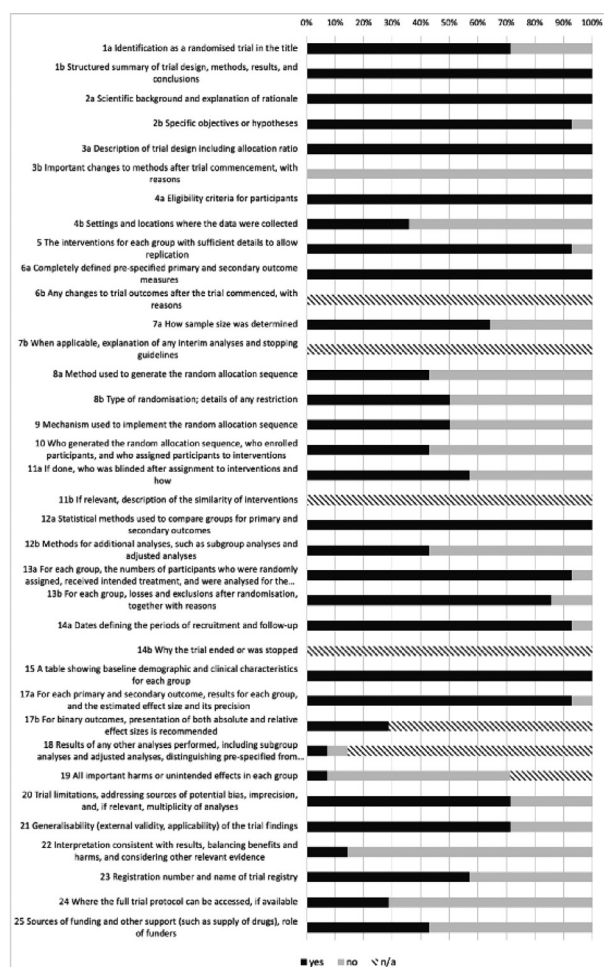 0% 10% 20% 30% 40% 50% 60% 70% 80% 90% 100%
1a Identification as a randomised trial in the title
1b Structured summary of trial design, methods, results, and
conclusions
2a Scientific background and explanation of rationale
2b Specific objectives or hypotheses
3a Description of trial design including allocation ratio
3b Important changes to methods after trial commencement, with
reasons
4a Eligibility criteria for participants
4b Settings and locations where the data were collected
5 The interventions for each group with sufficient details to allow
replication
6a Completely defined pre-specified primary and secondary outcome
measures
6b Any changes to trial outcomes after the trial commenced, with
reasons
7a How sample size was determined
7b When applicable, explanation of any interim analyses and stopping
guidelines
8a Method used to generate the random allocation sequence
8b Type of randomisation; details of any restriction
9 Mechanism used to implement the random allocation sequence
10 Who generated the random allocation sequence, who enrolled
participants, and who assigned participants to interventions
11a If done, who was blinded after assignment to interventions and
how
11b If relevant, description of the similarity of interventions
12a Statistical methods used to compare groups for primary and
secondary outcomes
12b Methods for additional analyses, such as subgroup analyses and
adjusted analyses
13a For each group, the numbers of participants who were randomly
assigned, received intended treatment, and were analysed for the...
13b For each group, losses and exclusions after randomisation,
together with reasons
14a Dates defining the periods of recruitment and follow-up
14b Why the trial ended or was stopped
15 A table showing baseline demographic and clinical characteristics
for each group
17a For each primary and secondary outcome, results for each group,
and the estimated effect size and its precision
17b For binary outcomes, presentation of both absolute and relative
effect sizes is recommended
18 Results of any other analyses performed, including subgroup
analyses and adjusted analyses, distinguishing pre-specified from...
19 All important harms or unintended effects in each group
20 Trial limitations, addressing sources of potential bias, imprecision,
and, if relevant, multiplicity of analyses
21 Generalisability (external validity, applicability) of the trial findings
22 Interpretation consistent with results, balancing benefits and
harms, and considering other relevant evidence
23 Registration number and name of trial registry
24 Where the full trial protocol can be accessed, if available
25 Sources of funding and other support (such as supply of drugs), role
of funders
yes no n/a